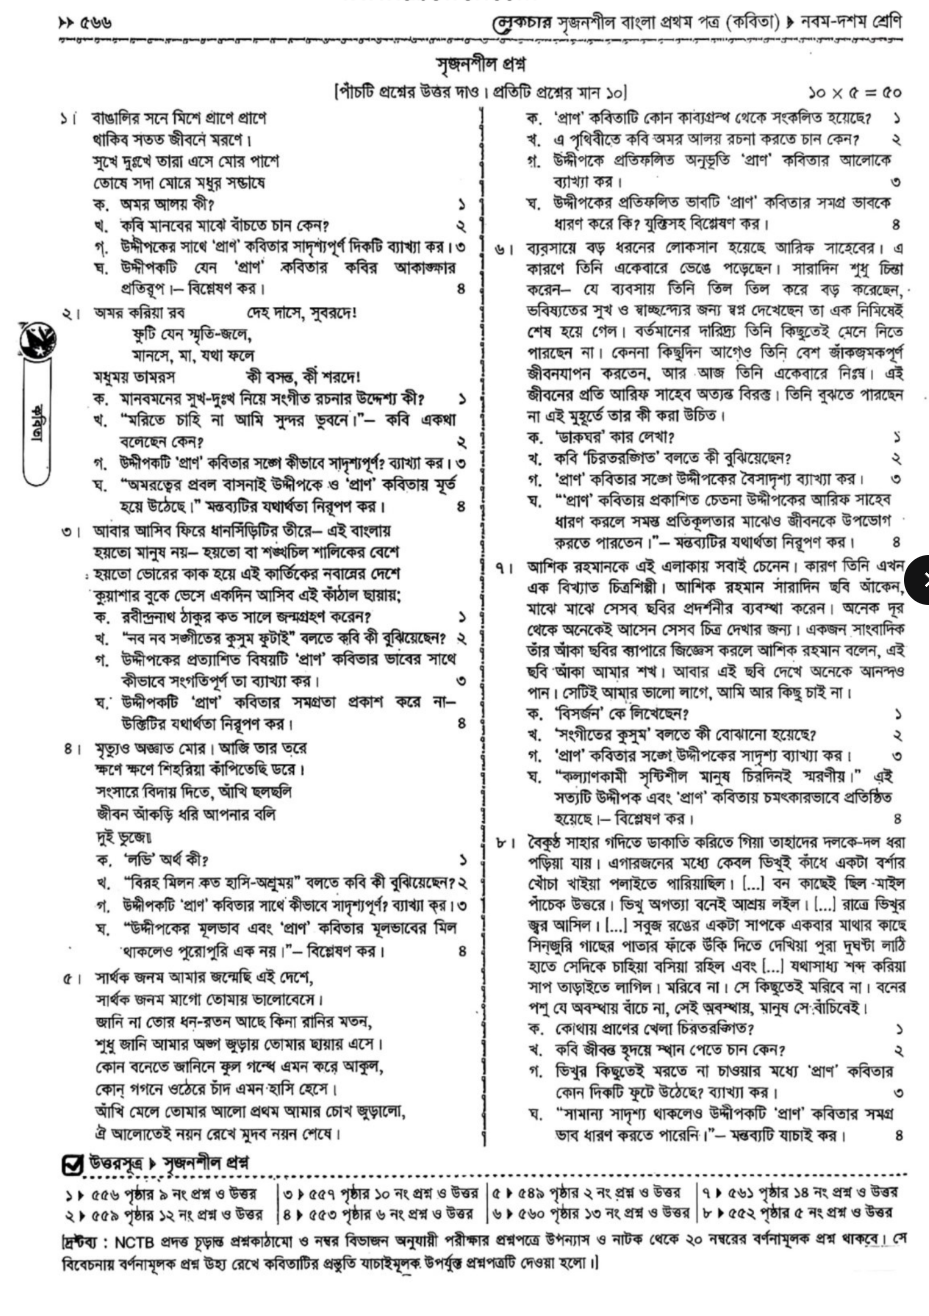 ▸▸ ৫৬৬
লেকচার সৃজনশীল বাংলা প্রথম পত্র (কবিতা) ▸ নবম-দশম শ্রেণি
সৃজনশীল প্রশ্ন
[পাঁচটি প্রশ্নের উত্তর দাও। প্রতিটি প্রশ্নের মান ১০] ১০ × ৫ = ৫০
১। বাঙালির সনে মিশে প্রাণে প্রাণে
থাকিব সতত জীবনে মরণে।
সুখে দুঃখে তারা এসে মোর পাশে
তোষে সদা মোরে মধুর সম্ভাষে
ক. অমর আলয় কী? ১
খ. কবি মানবের মাঝে বাঁচতে চান কেন? ২
গ. উদ্দীপকের সাথে 'প্রাণ' কবিতার সাদৃশ্যপূর্ণ দিকটি ব্যাখ্যা কর। ৩
ঘ. উদ্দীপকটি যেন 'প্রাণ' কবিতার কবির আকাঙ্ক্ষার
প্রতিরূপ।— বিশ্লেষণ কর। ৪
২। অমর করিয়া বর দেহ দাসে, সুবরদে!
ফুটি যেন স্মৃতি-জলে,
মানসে, মা, যথা ফলে
মধুময় তামরস কী বসন্ত, কী শরদে!
ক. মানবমনের সুখ-দুঃখ নিয়ে সংগীত রচনার উদ্দেশ্য কী? ১
খ. "মরিতে চাহি না আমি সুন্দর ভুবনে।"— কবি একথা
বলেছেন কেন? ২
গ. উদ্দীপকটি 'প্রাণ' কবিতার সঙ্গে কীভাবে সাদৃশ্যপূর্ণ? ব্যাখ্যা কর। ৩
ঘ. "অমরত্বের প্রবল বাসনাই উদ্দীপকে ও 'প্রাণ' কবিতায় মূর্ত
হয়ে উঠেছে।" মন্তব্যটির যথার্থতা নিরূপণ কর। ৪
৩। আবার আসিব ফিরে ধানসিঁড়িটির তীরে— এই বাংলায়
হয়তো মানুষ নয়— হয়তো বা শঙ্খচিল শালিকের বেশে
হয়তো ভোরের কাক হয়ে এই কার্তিকের নবান্নের দেশে
কুয়াশার বুকে ভেসে একদিন আসিব এই কাঁঠাল ছায়ায়;
ক. রবীন্দ্রনাথ ঠাকুর কত সালে জন্মগ্রহণ করেন? ১
খ. "নব নব সঙ্গীতের কুসুম ফুটাই" বলতে কবি কী বুঝিয়েছেন? ২
গ. উদ্দীপকের প্রত্যাশিত বিষয়টি 'প্রাণ' কবিতার ভাবের সাথে
কীভাবে সংগতিপূর্ণ তা ব্যাখ্যা কর। ৩
ঘ. উদ্দীপকটি 'প্রাণ' কবিতার সমগ্রতা প্রকাশ করে না—
উক্তিটির যথার্থতা নিরূপণ কর। ৪
৪। মৃত্যুও অজ্ঞাত মোর। আজি তার তরে
ক্ষণে ক্ষণে শিহরিয়া কাঁপিতেছি ডরে।
সংসারে বিদায় দিতে, আঁখি ছলছলি
জীবন আঁকড়ি ধরি আপনার বলি
দুই ভুজে॥
ক. 'লভি' অর্থ কী? ১
খ. "বিরহ মিলন কত হাসি-অশ্রুময়" বলতে কবি কী বুঝিয়েছেন? ২
গ. উদ্দীপকটি 'প্রাণ' কবিতার সাথে কীভাবে সাদৃশ্যপূর্ণ? ব্যাখ্যা কর। ৩
ঘ. "উদ্দীপকের মূলভাব এবং 'প্রাণ' কবিতার মূলভাবের মিল
থাকলেও পুরোপুরি এক নয়।"— বিশ্লেষণ কর। ৪
৫। সার্থক জনম আমার জন্মেছি এই দেশে,
সার্থক জনম মাগো তোমায় ভালোবেসে।
জানি না তোর ধন-রতন আছে কিনা রানির মতন,
শুধু জানি আমার অঙ্গ জুড়ায় তোমার ছায়ায় এসে।
কোন বনেতে জানিনে ফুল গন্ধে এমন করে আকুল,
কোন গগনে ওঠেরে চাঁদ এমন হাসি হেসে।
আঁখি মেলে তোমার আলো প্রথম আমার চোখ জুড়ালো,
ঐ আলোতেই নয়ন রেখে মুদব নয়ন শেষে।
ক. 'প্রাণ' কবিতাটি কোন কাব্যগ্রন্থ থেকে সংকলিত হয়েছে? ১
খ. এ পৃথিবীতে কবি অমর আলয় রচনা করতে চান কেন? ২
গ. উদ্দীপকে প্রতিফলিত অনুভূতি 'প্রাণ' কবিতার আলোকে
ব্যাখ্যা কর। ৩
ঘ. উদ্দীপকের প্রতিফলিত ভাবটি 'প্রাণ' কবিতার সমগ্র ভাবকে
ধারণ করে কি? যুক্তিসহ বিশ্লেষণ কর। ৪
৬। ব্যবসায়ে বড় ধরনের লোকসান হয়েছে আরিফ সাহেবের। এ
কারণে তিনি একেবারে ভেঙে পড়েছেন। সারাদিন শুধু চিন্তা
করেন— যে ব্যবসায় তিনি তিল তিল করে বড় করেছেন,
ভবিষ্যতের সুখ ও স্বাচ্ছন্দ্যের জন্য স্বপ্ন দেখেছেন তা এক নিমিষেই
শেষ হয়ে গেল। বর্তমানের দারিদ্র্য তিনি কিছুতেই মেনে নিতে
পারছেন না। কেননা কিছুদিন আগেও তিনি বেশ জাঁকজমকপূর্ণ
জীবনযাপন করতেন, আর আজ তিনি একেবারে নিঃস্ব। এই
জীবনের প্রতি আরিফ সাহেব অত্যন্ত বিরক্ত। তিনি বুঝতে পারছেন
না এই মুহূর্তে তার কী করা উচিত।
ক. 'ডাকঘর' কার লেখা? ১
খ. কবি 'চিরতরঙ্গিত' বলতে কী বুঝিয়েছেন? ২
গ. 'প্রাণ' কবিতার সঙ্গে উদ্দীপকের বৈসাদৃশ্য ব্যাখ্যা কর। ৩
ঘ. "'প্রাণ' কবিতায় প্রকাশিত চেতনা উদ্দীপকের আরিফ সাহেব
ধারণ করলে সমস্ত প্রতিকূলতার মাঝেও জীবনকে উপভোগ
করতে পারতেন।"— মন্তব্যটির যথার্থতা নিরূপণ কর। ৪
৭। আশিক রহমানকে এই এলাকায় সবাই চেনেন। কারণ তিনি এখন
এক বিখ্যাত চিত্রশিল্পী। আশিক রহমান সারাদিন ছবি আঁকেন,
মাঝে মাঝে সেসব ছবির প্রদর্শনীর ব্যবস্থা করেন। অনেক দূর
থেকে অনেকেই আসেন সেসব চিত্র দেখার জন্য। একজন সাংবাদিক
তাঁর আঁকা ছবির ব্যাপারে জিজ্ঞেস করলে আশিক রহমান বলেন, এই
ছবি আঁকা আমার শখ। আবার এই ছবি দেখে অনেকে আনন্দও
পান। সেটিই আমার ভালো লাগে, আমি আর কিছু চাই না।
ক. 'বিসর্জন' কে লিখেছেন? ১
খ. 'সংগীতের কুসুম' বলতে কী বোঝানো হয়েছে? ২
গ. 'প্রাণ' কবিতার সঙ্গে উদ্দীপকের সাদৃশ্য ব্যাখ্যা কর। ৩
ঘ. "কল্যাণকামী সৃষ্টিশীল মানুষ চিরদিনই স্মরণীয়।" এই
সত্যটি উদ্দীপক এবং 'প্রাণ' কবিতায় চমৎকারভাবে প্রতিষ্ঠিত
হয়েছে।— বিশ্লেষণ কর। ৪
৮। বৈকুণ্ঠ সাহার গদিতে ডাকাতি করিতে গিয়া তাহাদের দলকে-দল ধরা
পড়িয়া যায়। এগারজনের মধ্যে কেবল ভিখুই কাঁধে একটা বর্শার
খোঁচা খাইয়া পলাইতে পারিয়াছিল। [...] বন কাছেই ছিল মাইল
পাঁচেক উত্তরে। ভিখু অগত্যা বনেই আশ্রয় লইল। [...] রাত্রে ভিখুর
জ্বর আসিল। [...] সবুজ রঙের একটা সাপকে একবার মাথার কাছে
সিনজুরি গাছের পাতার ফাঁকে উঁকি দিতে দেখিয়া পুরা দুঘণ্টা লাঠি
হাতে সেদিকে চাহিয়া বসিয়া রহিল এবং [...] যথাসাধ্য শব্দ করিয়া
সাপ তাড়াইতে লাগিল। মরিবে না। সে কিছুতেই মরিবে না। বনের
পশু যে অবস্থায় বাঁচে না, সেই অবস্থায়, মানুষ সে বাঁচিবেই।
ক. কোথায় প্রাণের খেলা চিরতরঙ্গিত? ১
খ. কবি জীবন্ত হৃদয়ে স্থান পেতে চান কেন? ২
গ. ভিখুর কিছুতেই মরতে না চাওয়ার মধ্যে 'প্রাণ' কবিতার
কোন দিকটি ফুটে উঠেছে? ব্যাখ্যা কর। ৩
ঘ. "সামান্য সাদৃশ্য থাকলেও উদ্দীপকটি 'প্রাণ' কবিতার সমগ্র
ভাব ধারণ করতে পারেনি।"— মন্তব্যটি যাচাই কর। ৪
কবিতা
উত্তরসূত্র ▸ সৃজনশীল প্রশ্ন
১ ▸ ৫৫৬ পৃষ্ঠার ৯ নং প্রশ্ন ও উত্তর ৩ ▸ ৫৫৭ পৃষ্ঠার ১০ নং প্রশ্ন ও উত্তর ৫ ▸ ৫৪৯ পৃষ্ঠার ২ নং প্রশ্ন ও উত্তর ৭ ▸ ৫৬১ পৃষ্ঠার ১৪ নং প্রশ্ন ও উত্তর
২ ▸ ৫৫৯ পৃষ্ঠার ১২ নং প্রশ্ন ও উত্তর ৪ ▸ ৫৫৩ পৃষ্ঠার ৬ নং প্রশ্ন ও উত্তর ৬ ▸ ৫৬০ পৃষ্ঠার ১৩ নং প্রশ্ন ও উত্তর ৮ ▸ ৫৫২ পৃষ্ঠার ৫ নং প্রশ্ন ও উত্তর
[দ্রষ্টব্য : NCTB প্রদত্ত চূড়ান্ত প্রশ্নকাঠামো ও নম্বর বিভাজন অনুযায়ী পরীক্ষার প্রশ্নপত্রে উপন্যাস ও নাটক থেকে ২০ নম্বরের বর্ণনামূলক প্রশ্ন থাকবে। সে
বিবেচনায় বর্ণনামূলক প্রশ্ন উহ্য রেখে কবিতাটির প্রস্তুতি যাচাইমূলক উপর্যুক্ত প্রশ্নপত্রটি দেওয়া হলো।]